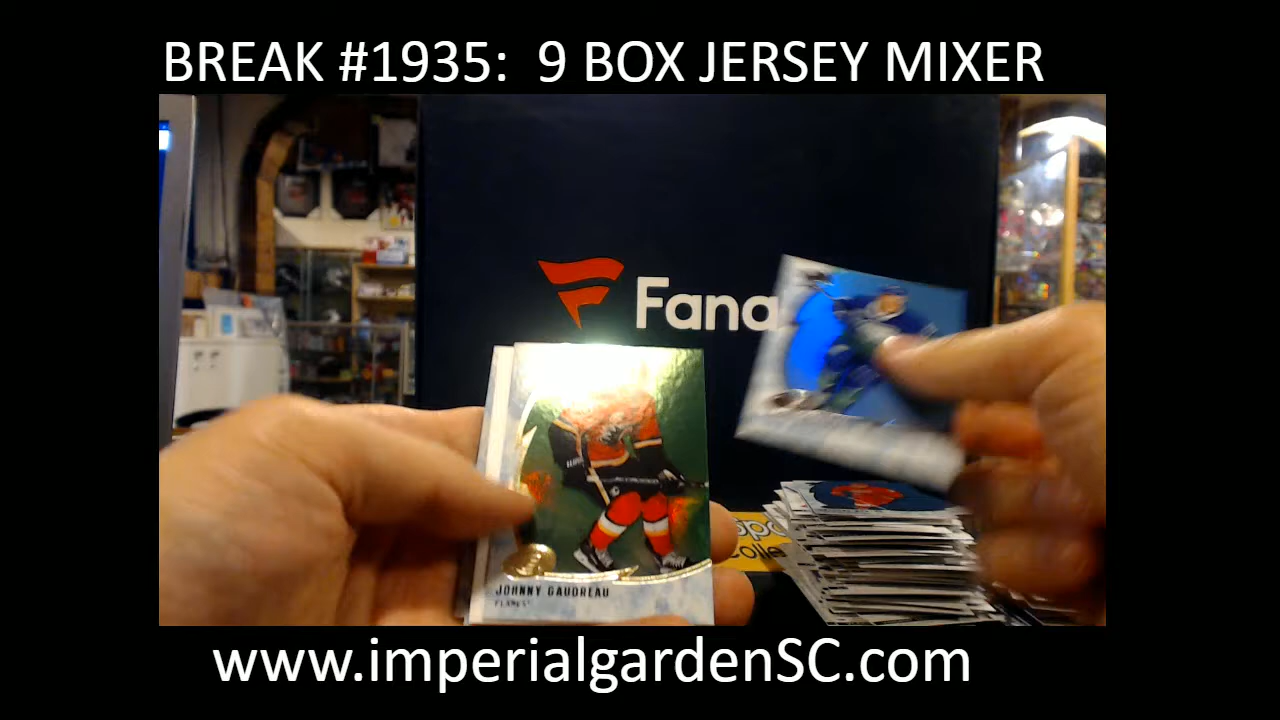 BREAK #1935:  9 BOX JERSEY MIXER
Fana
JOHNNY GAUDREAU
FLAMES
www.imperialgardenSC.com